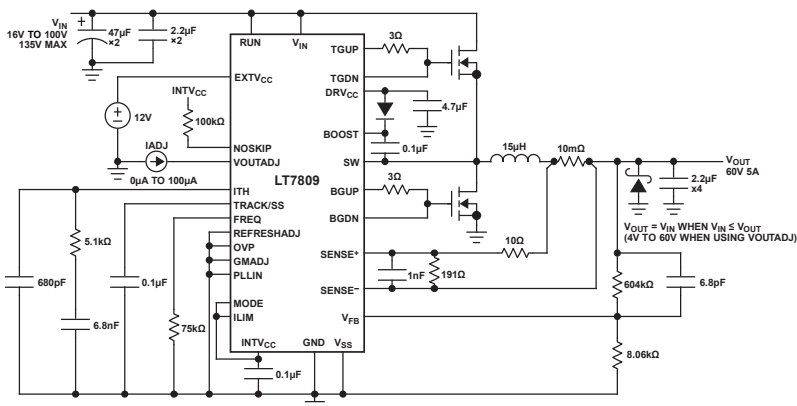 VIN
16V TO 100V
135V MAX
47µF
×2
2.2µF
×2
RUN
VIN
TGUP
3Ω
TGDN
EXTVCC
DRVCC
4.7µF
12V
INTVCC
100kΩ
BOOST
0.1µF
NOSKIP
IADJ
VOUTADJ
0µA TO 100µA
SW
15µH
10mΩ
VOUT
60V 5A
LT7809
2.2µF
x4
ITH
BGUP
3Ω
TRACK/SS
BGDN
FREQ
VOUT = VIN WHEN VIN ≤ VOUT
(4V TO 60V WHEN USING VOUTADJ)
5.1kΩ
REFRESHADJ
OVP
SENSE+
10Ω
GMADJ
PLLIN
1nF
191Ω
680pF
0.1µF
SENSE−
604kΩ
6.8pF
MODE
6.8nF
75kΩ
ILIM
VFB
INTVCC
GND
VSS
0.1µF
8.06kΩ